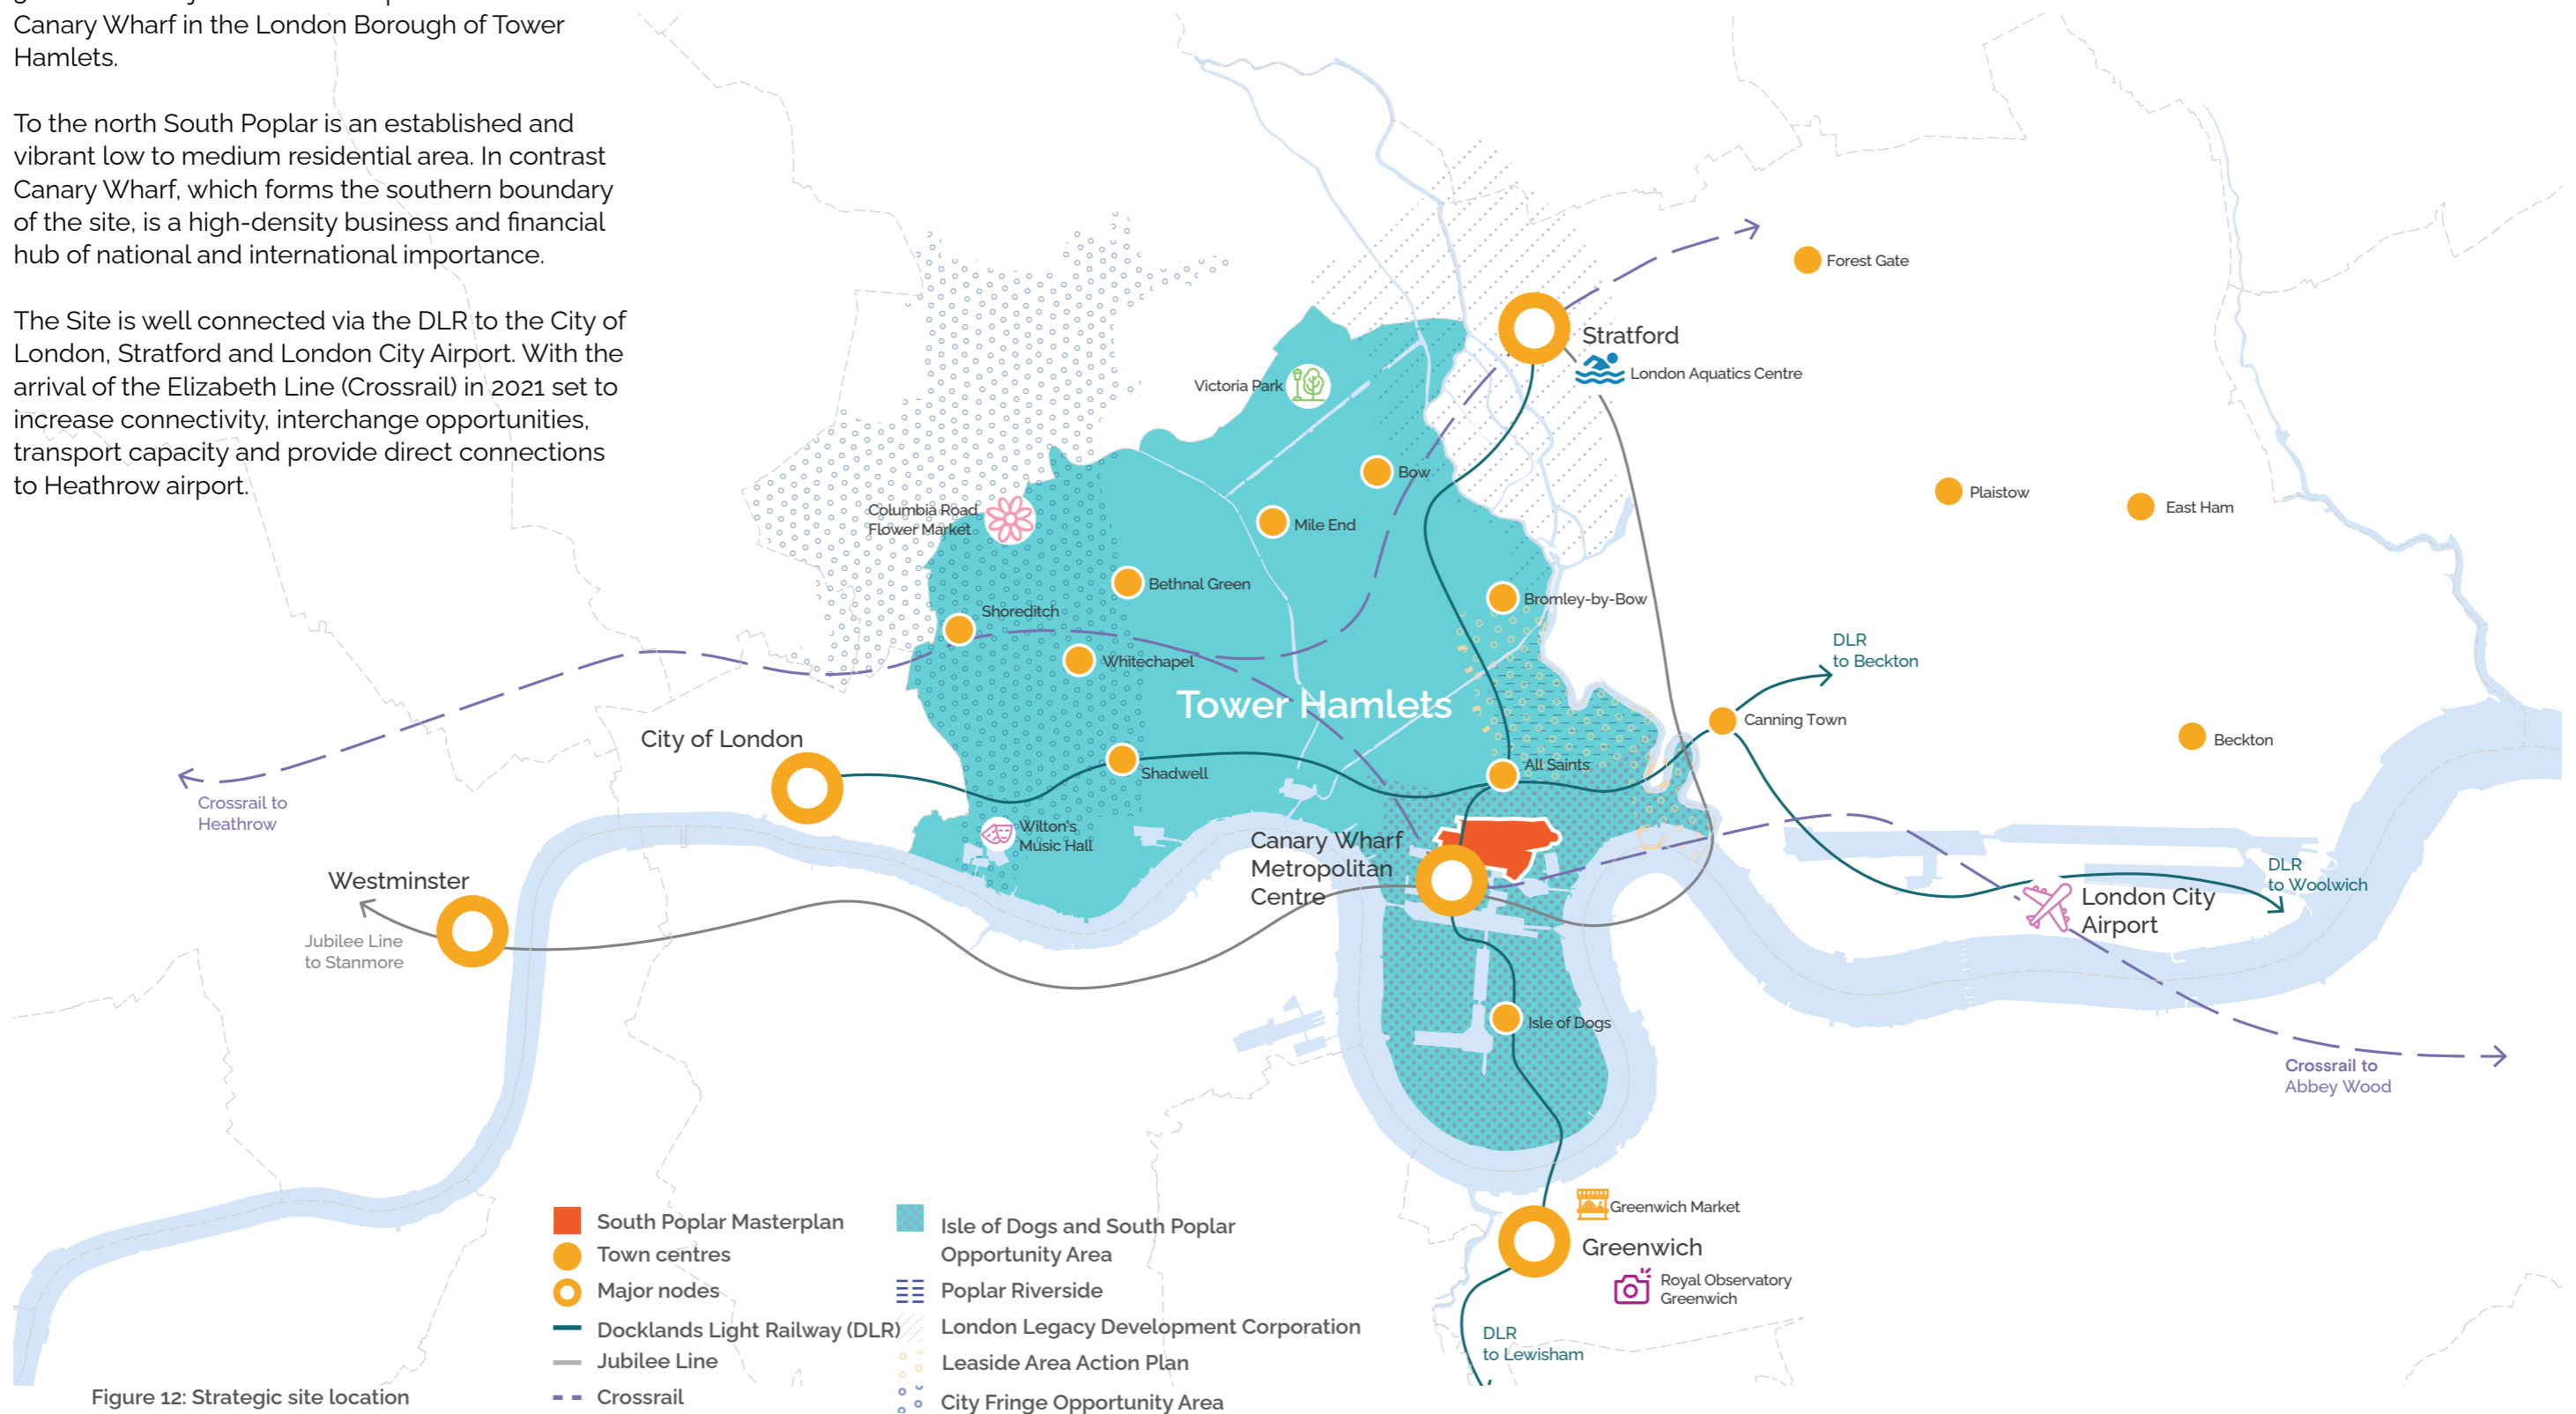 Canary Wharf in the London Borough of Tower
Hamlets.
To the north South Poplar is an established and
vibrant low to medium residential area. In contrast
Canary Wharf, which forms the southern boundary
of the site, is a high-density business and financial
hub of national and international importance.
The Site is well connected via the DLR to the City of
London, Stratford and London City Airport. With the
arrival of the Elizabeth Line (Crossrail) in 2021 set to
increase connectivity, interchange opportunities,
transport capacity and provide direct connections
to Heathrow airport.
Forest Gate
Stratford
London Aquatics Centre
Victoria Park
Bow
Plaistow
East Ham
Columbia Road
Flower Market
Mile End
Bethnal Green
Bromley-by-Bow
Shoreditch
Whitechapel
DLR
to Beckton
Tower Hamlets
Canning Town
City of London
Beckton
Shadwell
All Saints
Crossrail to
Heathrow
Wilton's
Music Hall
Canary Wharf
Metropolitan
Centre
Westminster
DLR
to Woolwich
London City
Airport
Jubilee Line
to Stanmore
Isle of Dogs
Crossrail to
Abbey Wood
Greenwich Market
Greenwich
Royal Observatory
Greenwich
DLR
to Lewisham
South Poplar Masterplan
Town centres
Major nodes
Docklands Light Railway (DLR)
Jubilee Line
Crossrail
Isle of Dogs and South Poplar
Opportunity Area
Poplar Riverside
London Legacy Development Corporation
Leaside Area Action Plan
City Fringe Opportunity Area
Figure 12: Strategic site location